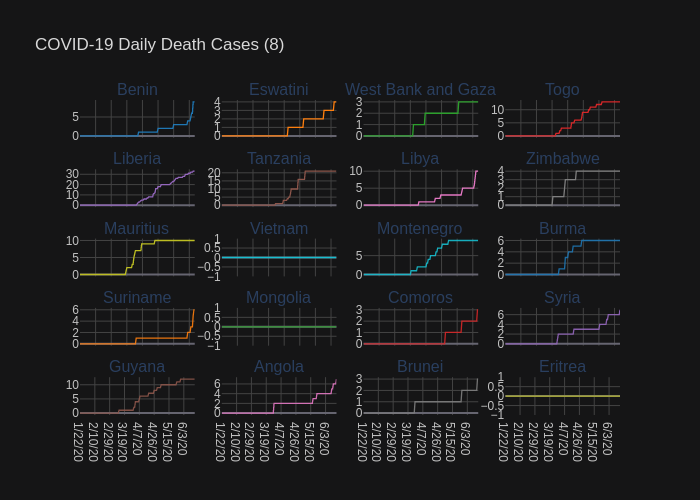 COVID-19 Daily Death Cases (8)
Benin Eswatini West Bank and Gaza Togo
5 0
4 3 2 1 0
3 2 1 0
10 5 0
Liberia Tanzania Libya Zimbabwe
30 20 10 0
20 10 0
10 5 0
4 3 2 1 0
Mauritius Vietnam Montenegro Burma
10 5 0
1 0.5 0 −0.5 −1
5 0
6 4 2 0
Suriname Mongolia Comoros Syria
6 4 2 0
1 0.5 0 −0.5 −1
3 2 1 0
6 4 2 0
Guyana Angola Brunei Eritrea
10 5 0
6 4 2 0
3 2 1 0
1 0.5 0 −0.5 −1
1/22/20 2/10/20 2/29/20 3/19/20 4/7/20 4/26/20 5/15/20 6/3/20
1/22/20 2/10/20 2/29/20 3/19/20 4/7/20 4/26/20 5/15/20 6/3/20
1/22/20 2/10/20 2/29/20 3/19/20 4/7/20 4/26/20 5/15/20 6/3/20
1/22/20 2/10/20 2/29/20 3/19/20 4/7/20 4/26/20 5/15/20 6/3/20